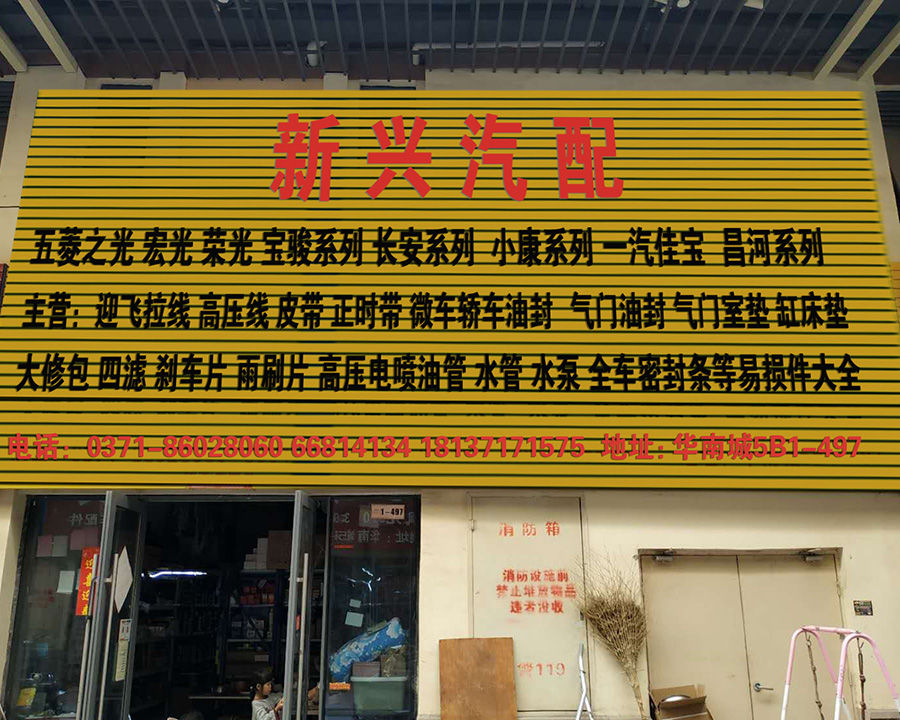 新兴汽配
五菱之光 宏光 荣光 宝骏系列 长安系列 小康系列 一汽佳宝 昌河系列
主营：迎飞拉线 高压线 皮带 正时带 微车轿车油封 气门油封 气门室垫 缸床垫
大修包 四滤 刹车片 雨刷片 高压电喷油管 水管 水泵 全车密封条等易损件大全
电话：0371-86028060 66814134 18137171575 地址：华南城5B1-497
1-497
消防箱
消防设施前
禁止堆放物品
违者没收
警119